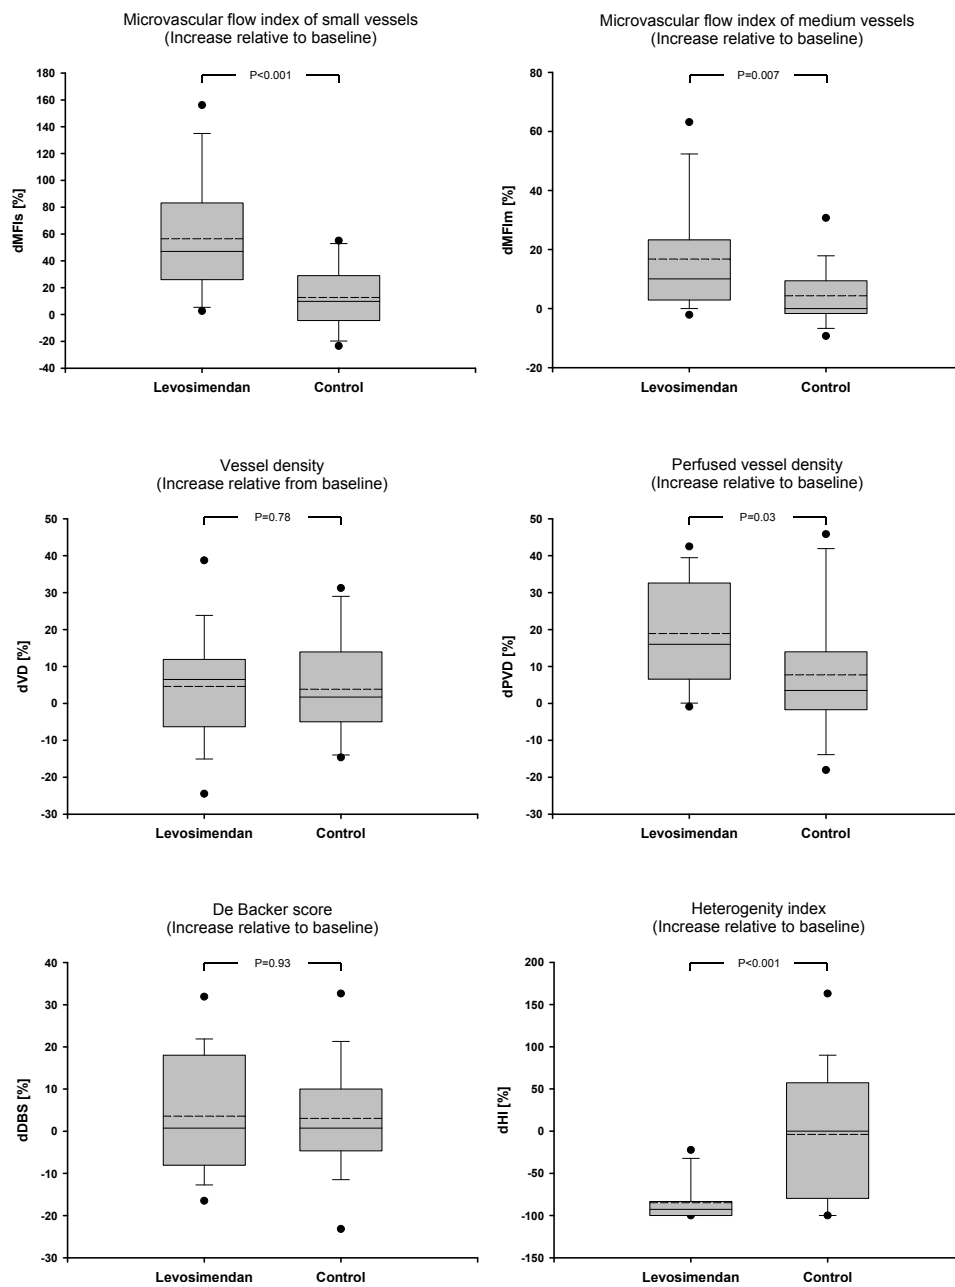 Microvascular flow index of small vessels
(Increase relative to baseline)
180
160
140
120
100
80
60
40
20
0
-20
-40
dMFIs [%]
P<0.001
Levosimendan
Control
Microvascular flow index of medium vessels
(Increase relative to baseline)
80
60
40
20
0
-20
dMFIm [%]
P=0.007
Levosimendan
Control
Vessel density
(Increase relative from baseline)
50
40
30
20
10
0
-10
-20
-30
dVD [%]
P=0.78
Levosimendan
Control
Perfused vessel density
(Increase relative to baseline)
50
40
30
20
10
0
-10
-20
-30
dPVD [%]
P=0.03
Levosimendan
Control
De Backer score
(Increase relative to baseline)
40
30
20
10
0
-10
-20
-30
dDBS [%]
P=0.93
Levosimendan
Control
Heterogenity index
(Increase relative to baseline)
200
150
100
50
0
-50
-100
-150
dHI [%]
P<0.001
Levosimendan
Control